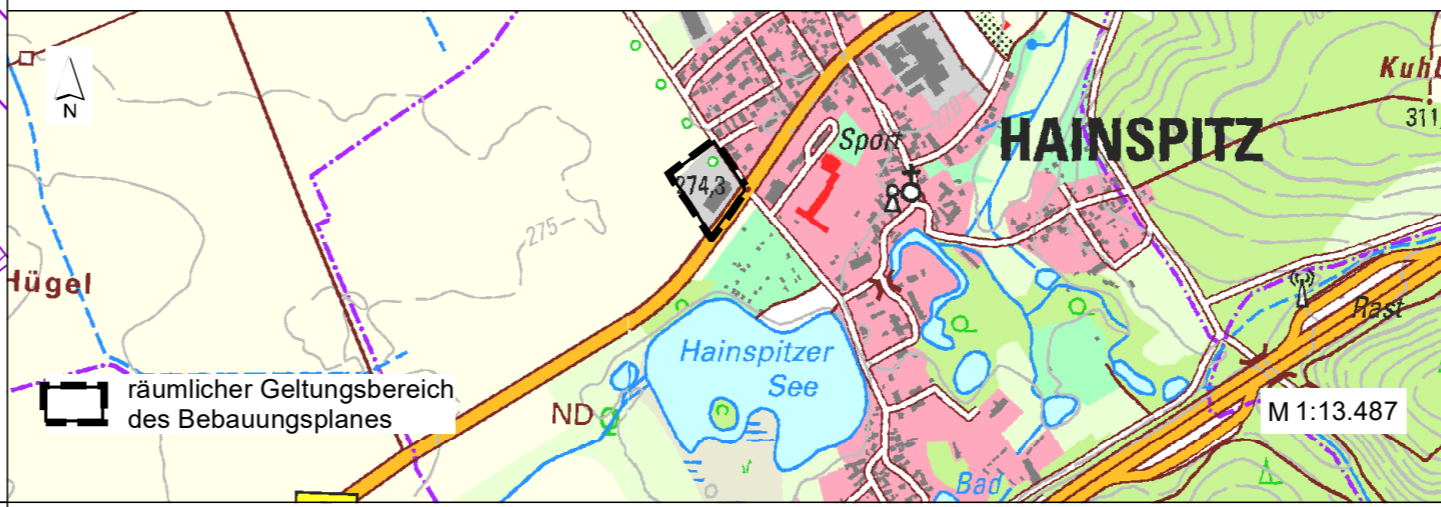 N
Sport
HAINSPITZ
270
274,3
275
Hügel
Hainspitzer
See
Rast
ND
Bad
311,
räumlicher Geltungsbereich
des Bebauungsplanes
M 1:13.487